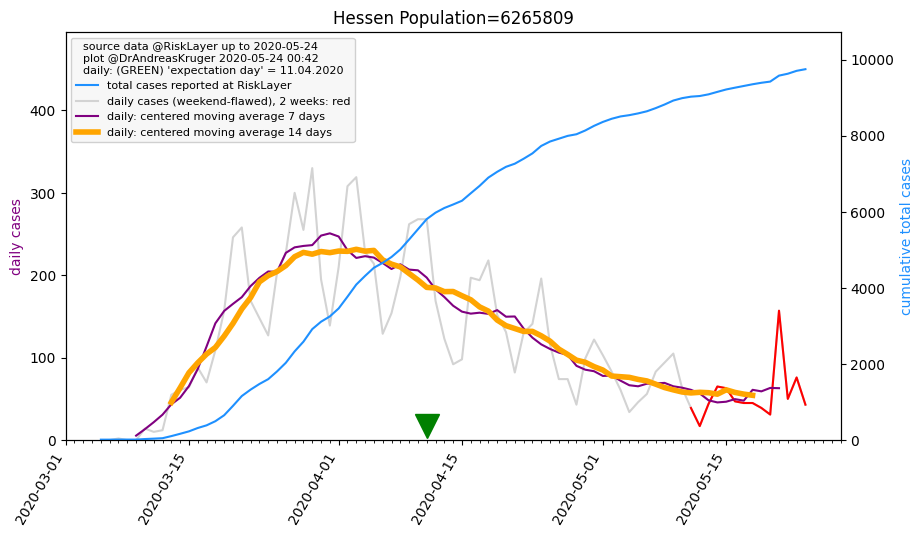 Hessen Population=6265809
source data @RiskLayer up to 2020-05-24
plot @DrAndreasKruger 2020-05-24 00:42
daily: (GREEN) 'expectation day' = 11.04.2020
total cases reported at RiskLayer
daily cases (weekend-flawed), 2 weeks: red
daily: centered moving average 7 days
daily: centered moving average 14 days
daily cases
400
300
200
100
0
cumulative total cases
10000
8000
6000
4000
2000
0
2020-03-01
2020-03-15
2020-04-01
2020-04-15
2020-05-01
2020-05-15